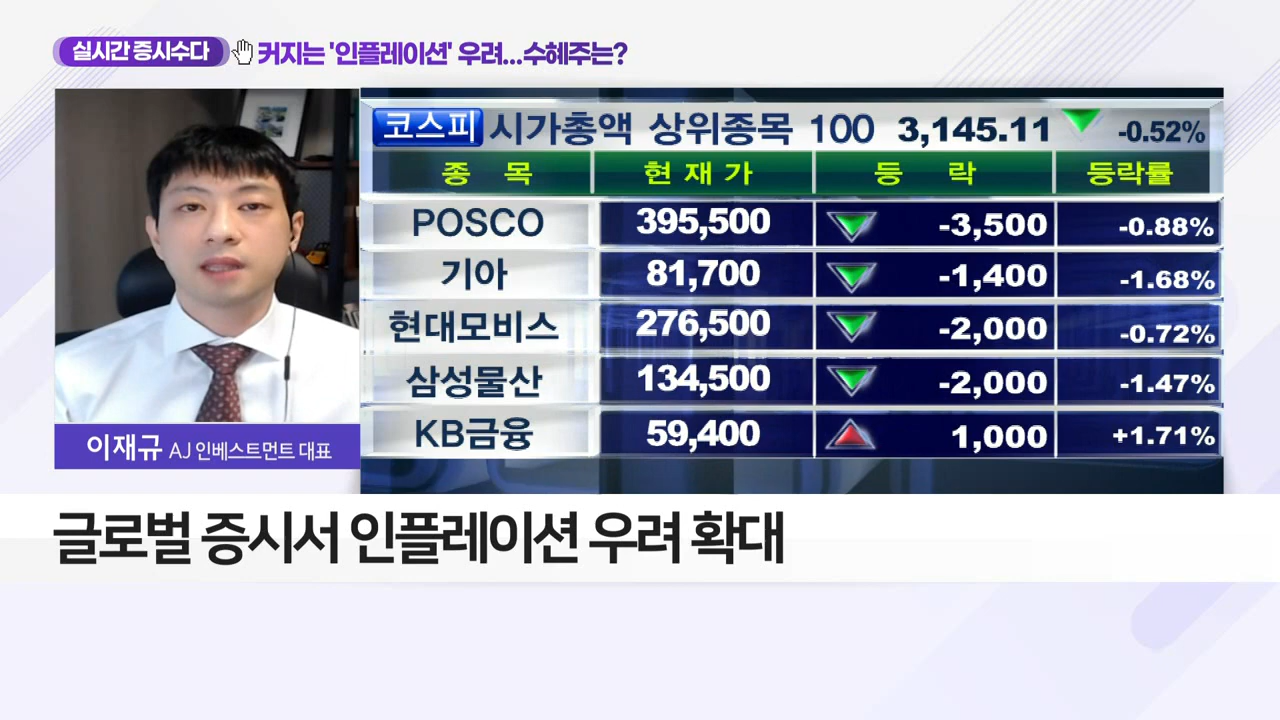 실시간 증시수다 커지는 '인플레이션' 우려...수혜주는?
코스피 시가총액 상위종목 100 3,145.11 -0.52%
종 목 현 재 가 등 락 등락률
POSCO 395,500 -3,500 -0.88%
기아 81,700 -1,400 -1.68%
현대모비스 276,500 -2,000 -0.72%
삼성물산 134,500 -2,000 -1.47%
KB금융 59,400 1,000 +1.71%
이재규 AJ 인베스트먼트 대표
글로벌 증시서 인플레이션 우려 확대